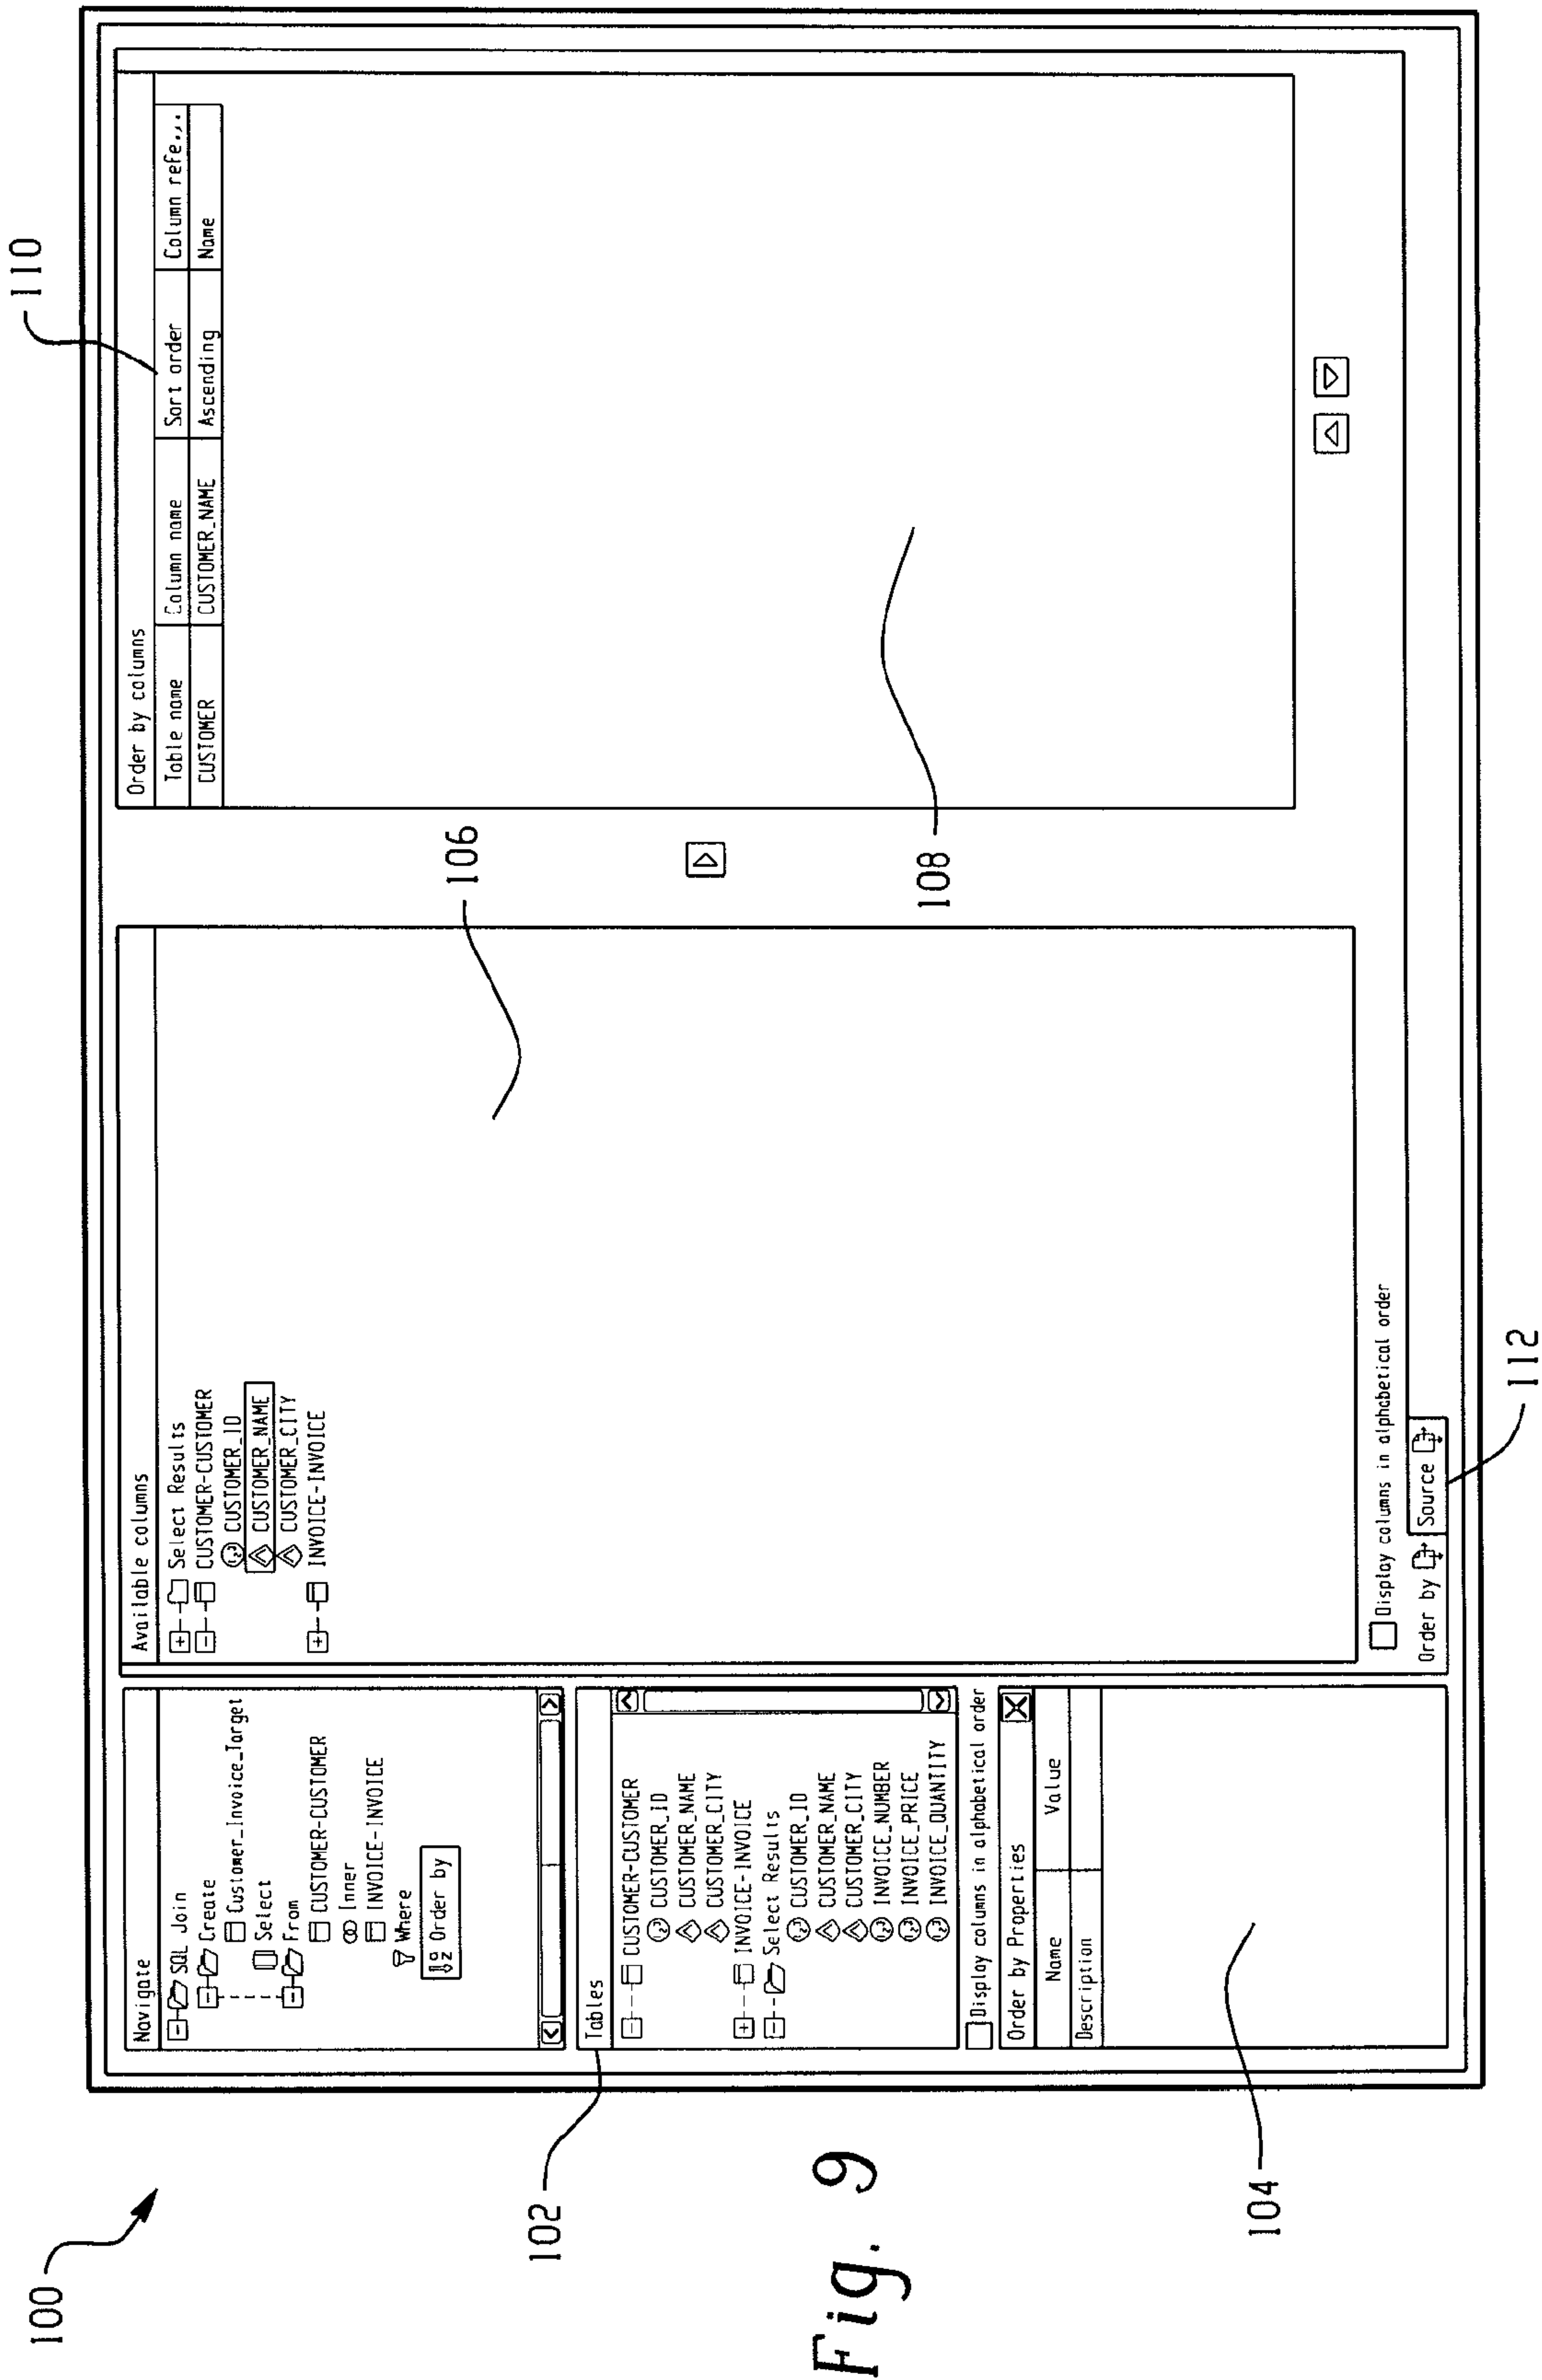 100
110
Navigate
SQL Join
Create
Customer_Invoice_Target
Select
From
CUSTOMER-CUSTOMER
Inner
INVOICE-INVOICE
Where
Order by
102
Tables
CUSTOMER-CUSTOMER
CUSTOMER_ID
CUSTOMER_NAME
CUSTOMER_CITY
INVOICE-INVOICE
Select Results
CUSTOMER_ID
CUSTOMER_NAME
CUSTOMER_CITY
INVOICE_NUMBER
INVOICE_PRICE
INVOICE_QUANTITY
Display columns in alphabetical order
Order by Properties
Name Value
Description
104
Available columns
Select Results
CUSTOMER-CUSTOMER
CUSTOMER_ID
CUSTOMER_NAME
CUSTOMER_CITY
INVOICE-INVOICE
106
Display columns in alphabetical order
Order by Source
112
Order by columns
Table name Column name Sort order Column refe...
CUSTOMER CUSTOMER_NAME Ascending Name
108
Fig. 9